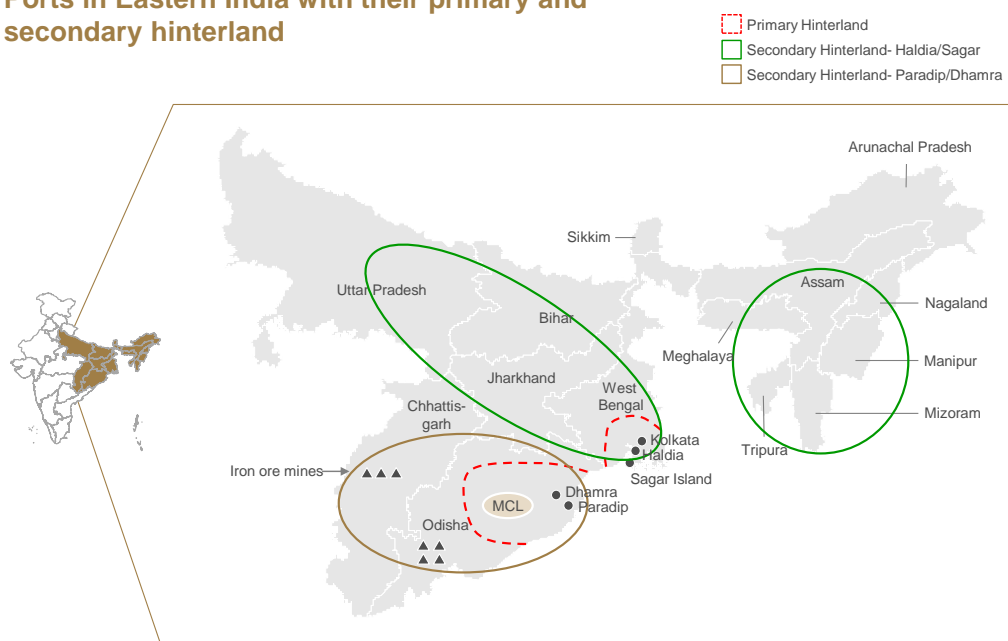 Ports in Eastern India with their primary and
secondary hinterland
Primary Hinterland
Secondary Hinterland- Haldia/Sagar
Secondary Hinterland- Paradip/Dhamra
Arunachal Pradesh
Sikkim
Assam
Uttar Pradesh
Nagaland
Bihar
Meghalaya
Manipur
Jharkhand
West
Bengal
Chhattis-
garh
Mizoram
Kolkata
Haldia
Tripura
Iron ore mines
Sagar Island
Dhamra
MCL
Paradip
Odisha